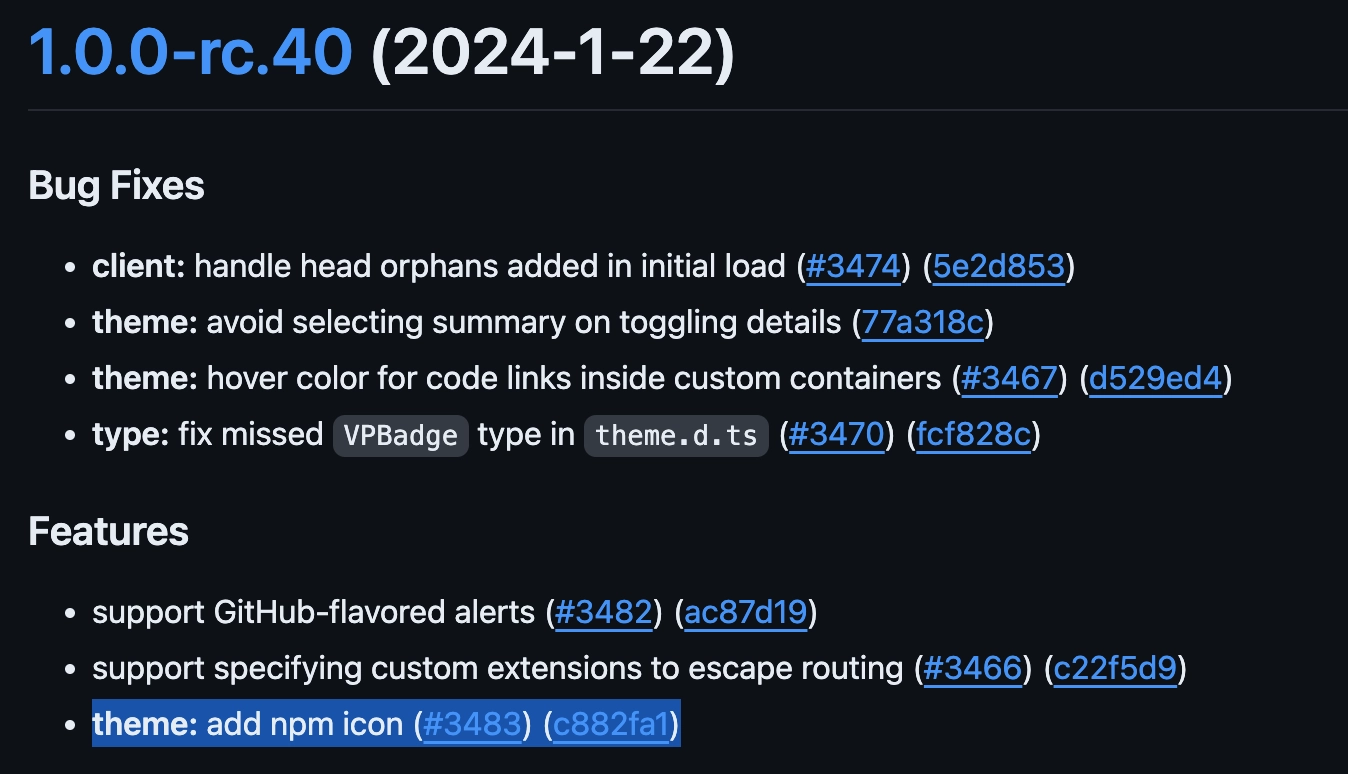 1.0.0-rc.40 (2024-1-22)
Bug Fixes
• client: handle head orphans added in initial load (#3474) (5e2d853)
• theme: avoid selecting summary on toggling details (77a318c)
• theme: hover color for code links inside custom containers (#3467) (d529ed4)
• type: fix missed VPBadge type in theme.d.ts (#3470) (fcf828c)
Features
• support GitHub-flavored alerts (#3482) (ac87d19)
• support specifying custom extensions to escape routing (#3466) (c22f5d9)
• theme: add npm icon (#3483) (c882fa1)